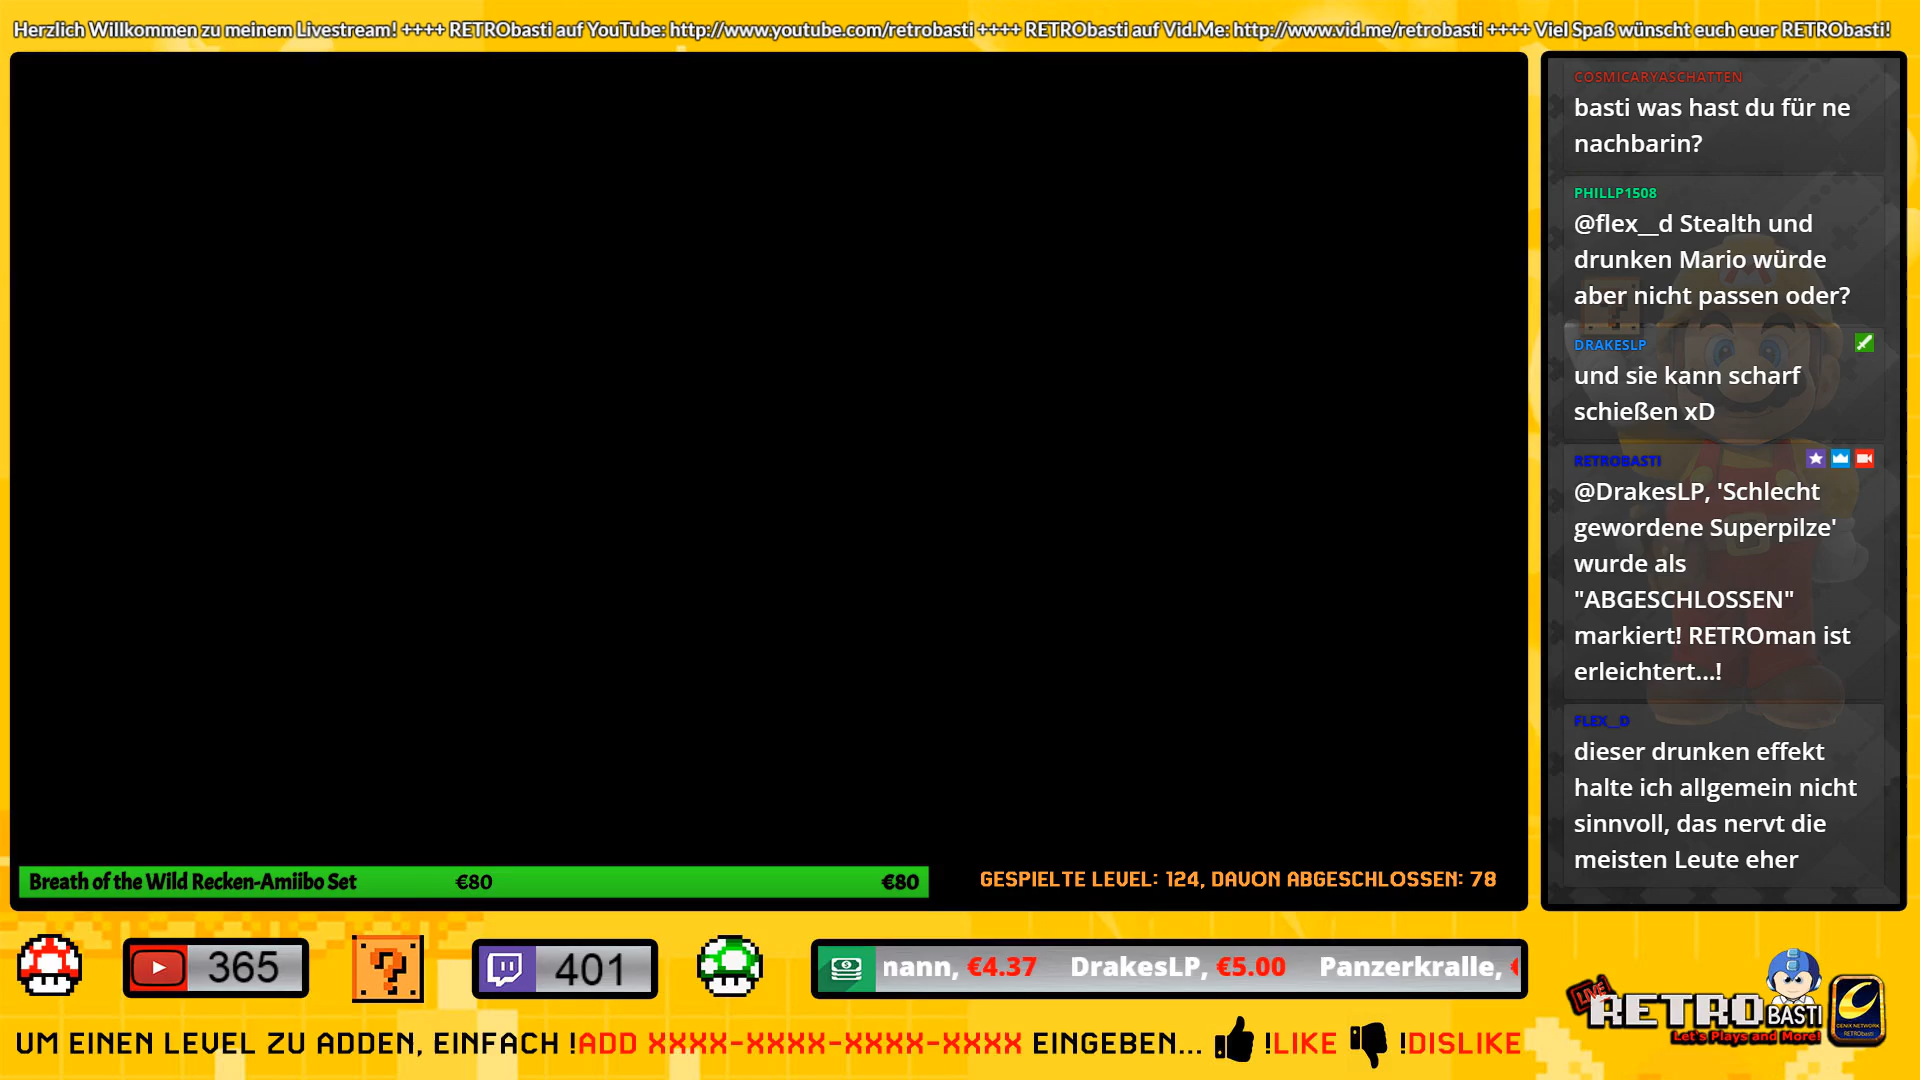 Herzlich Willkommen zu meinem Livestream! ++++ RETRObasti auf YouTube: http://www.youtube.com/retrobasti ++++ RETRObasti auf Vid.Me: http://www.vid.me/retrobasti ++++ Viel Spaß wünscht euch euer RETRObasti!
COSMICARYASCHATTEN
basti was hast du für ne
nachbarin?
PHILLP1508
@flex__d Stealth und
drunken Mario würde
aber nicht passen oder?
DRAKESLP
und sie kann scharf
schießen xD
RETROBASTI
@DrakesLP, 'Schlecht
gewordene Superpilze'
wurde als
"ABGESCHLOSSEN"
markiert! RETROman ist
erleichtert...!
FLEX__D
dieser drunken effekt
halte ich allgemein nicht
sinnvoll, das nervt die
meisten Leute eher
Breath of the Wild Recken-Amiibo Set €80 €80
GESPIELTE LEVEL: 124, DAVON ABGESCHLOSSEN: 78
365
401
nann, €4.37 DrakesLP, €5.00 Panzerkralle,
UM EINEN LEVEL ZU ADDEN, EINFACH !ADD XXXX-XXXX-XXXX-XXXX EINGEBEN... !LIKE !DISLIKE
LIVE
RETRO
BASTI
Let's Plays and More!
CENIX NETWORK
RETRObasti